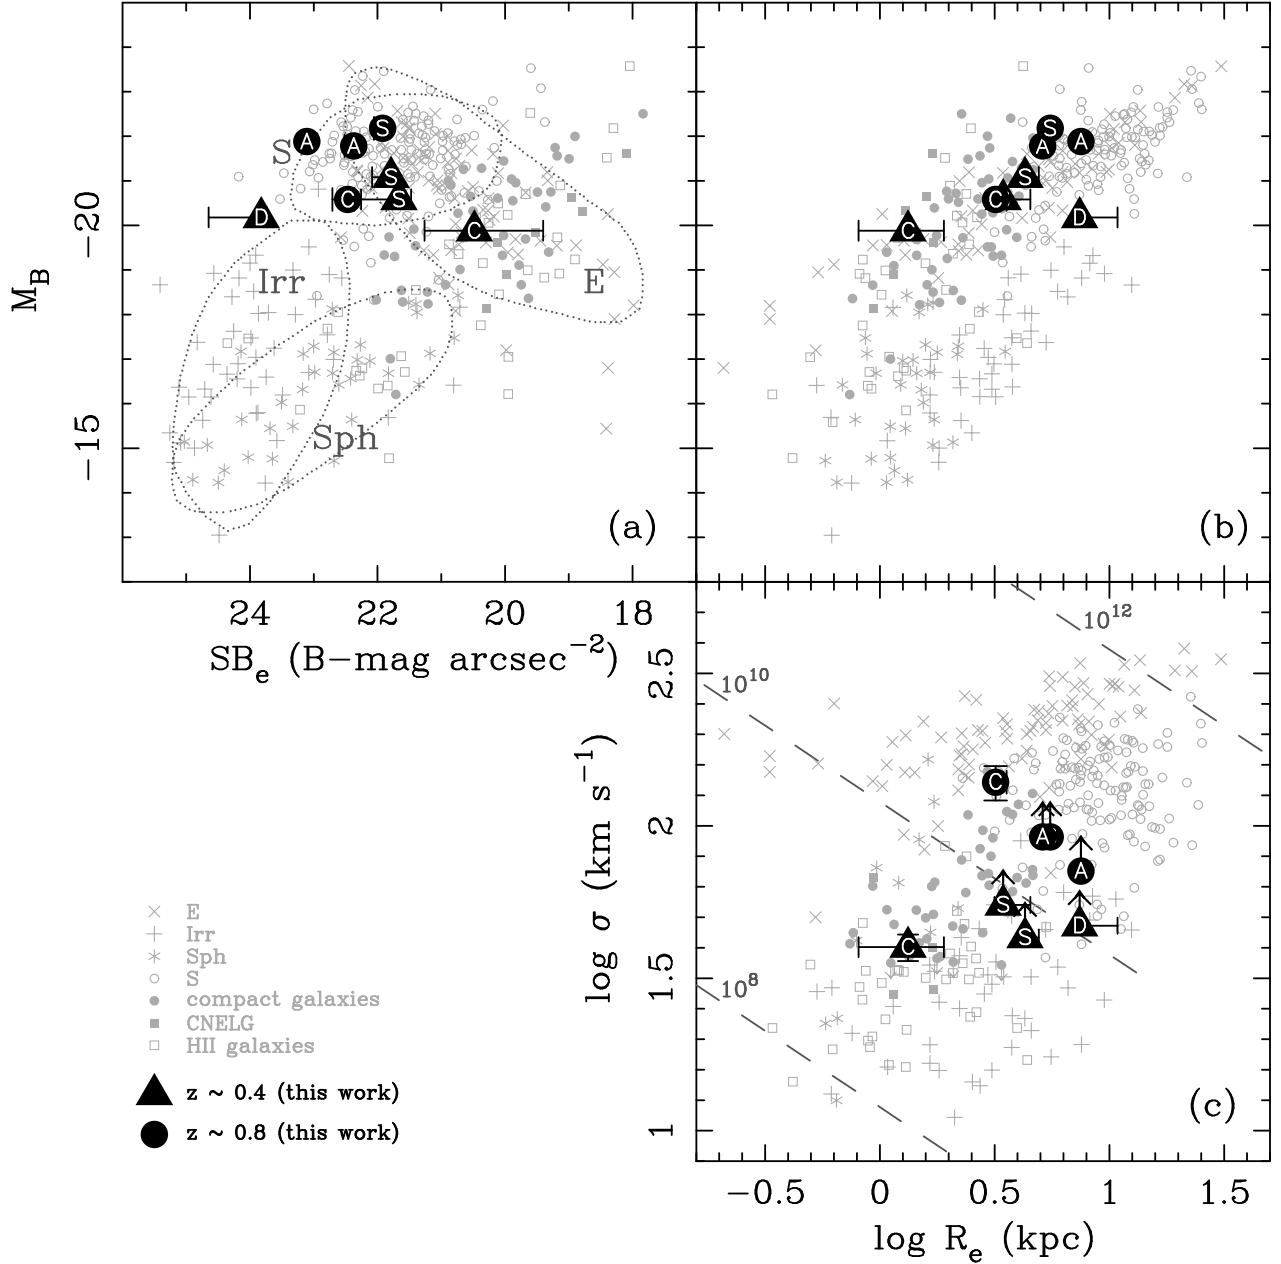 M_B
−20
−15
S
A
S
A
S
S
C
D
C
Irr
E
Sph
(a)
24
22
20
18
SB_e (B−mag arcsec^−2)
S
A
A
S
C
C
D
(b)
10^12
10^10
10^8
C
A
A
S
S
D
C
(c)
log σ (km s^−1)
2.5
2
1.5
1
−0.5
0
0.5
1
1.5
log R_e (kpc)
E
Irr
Sph
S
compact galaxies
CNELG
HII galaxies
z ~ 0.4 (this work)
z ~ 0.8 (this work)